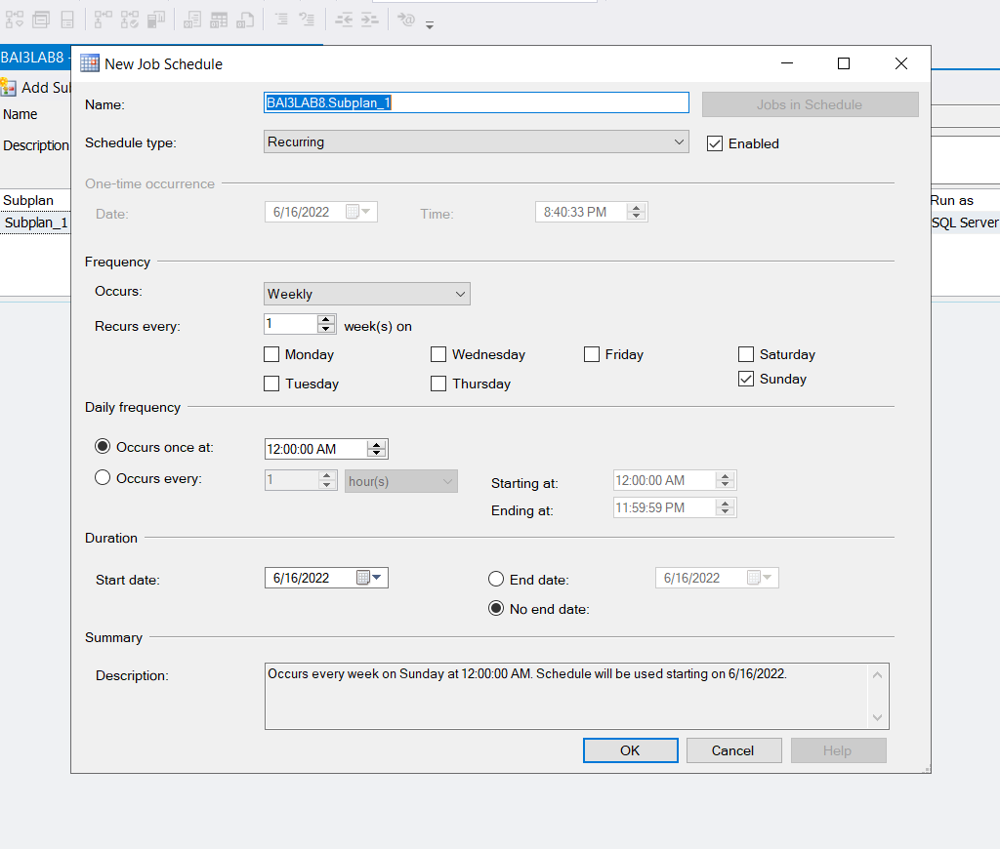 BAI3LAB8 -
New Job Schedule
Add Su
Name
Description
Subplan
Subplan_1
Run as
SQL Server
Name:
BAI3LAB8.Subplan_1
Jobs in Schedule
Schedule type:
Recurring
Enabled
One-time occurrence
Date:
6/16/2022
Time:
8:40:33 PM
Frequency
Occurs:
Weekly
Recurs every:
1
week(s) on
Monday
Wednesday
Friday
Saturday
Tuesday
Thursday
Sunday
Daily frequency
Occurs once at:
12:00:00 AM
Occurs every:
1
hour(s)
Starting at:
12:00:00 AM
Ending at:
11:59:59 PM
Duration
Start date:
6/16/2022
End date:
6/16/2022
No end date:
Summary
Description:
Occurs every week on Sunday at 12:00:00 AM. Schedule will be used starting on 6/16/2022.
OK
Cancel
Help